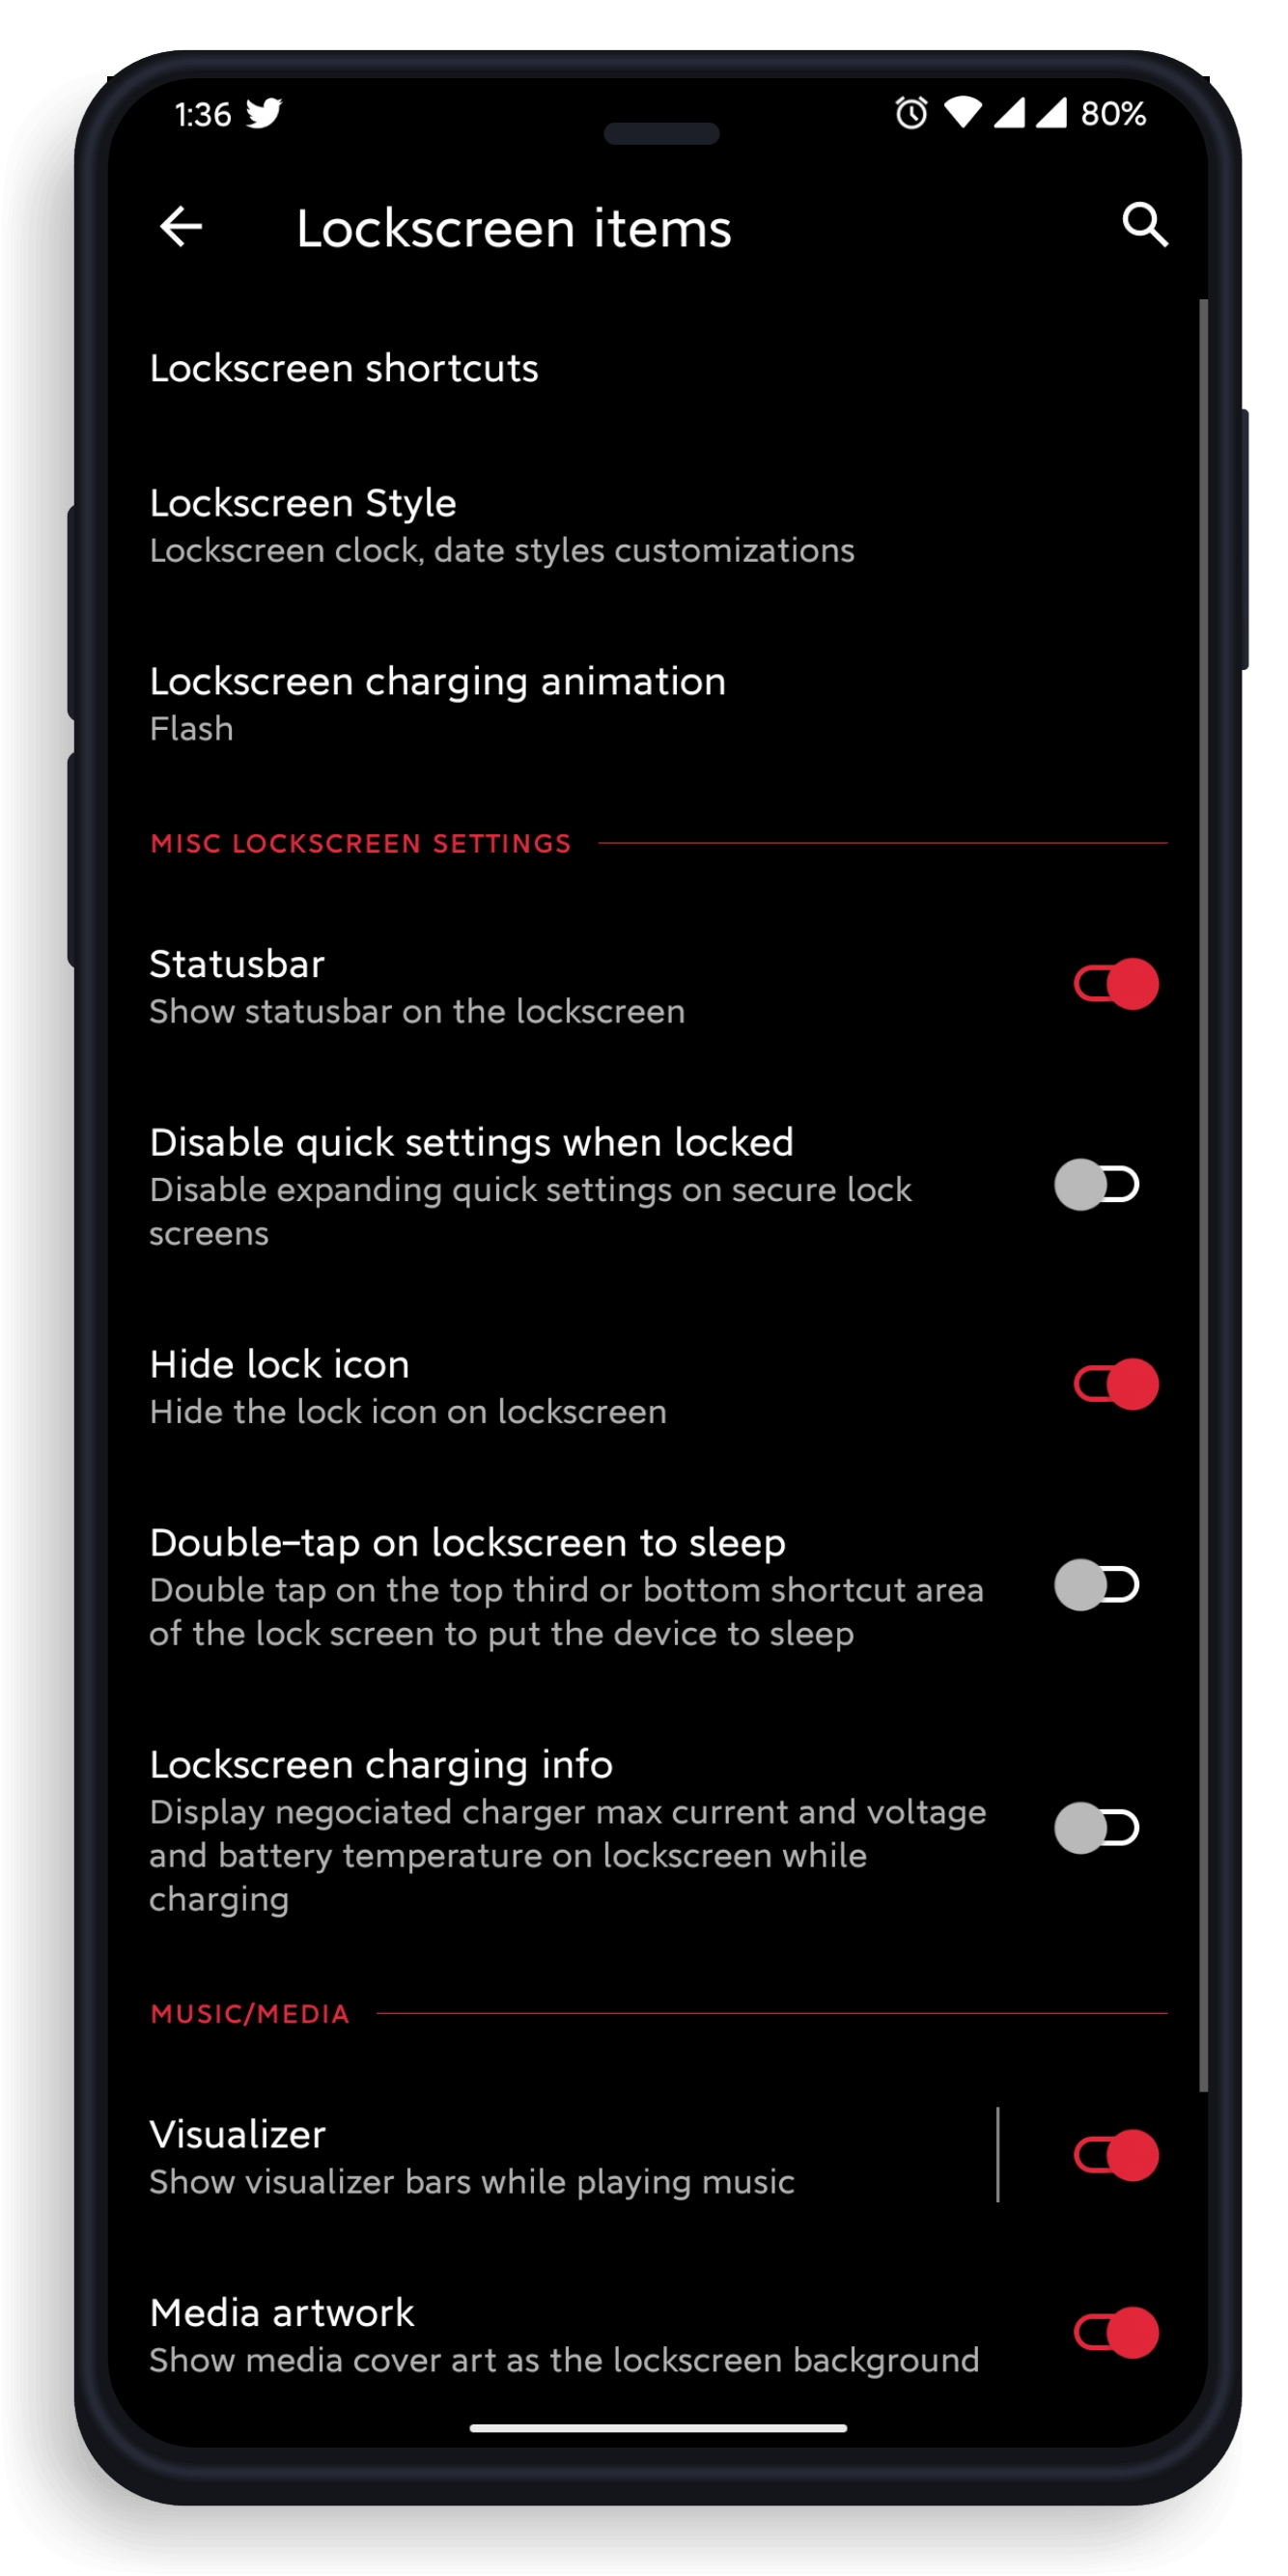 1:36 80%
Lockscreen items
Lockscreen shortcuts
Lockscreen Style
Lockscreen clock, date styles customizations
Lockscreen charging animation
Flash
MISC LOCKSCREEN SETTINGS
Statusbar
Show statusbar on the lockscreen
Disable quick settings when locked
Disable expanding quick settings on secure lock
screens
Hide lock icon
Hide the lock icon on lockscreen
Double-tap on lockscreen to sleep
Double tap on the top third or bottom shortcut area
of the lock screen to put the device to sleep
Lockscreen charging info
Display negociated charger max current and voltage
and battery temperature on lockscreen while
charging
MUSIC/MEDIA
Visualizer
Show visualizer bars while playing music
Media artwork
Show media cover art as the lockscreen background